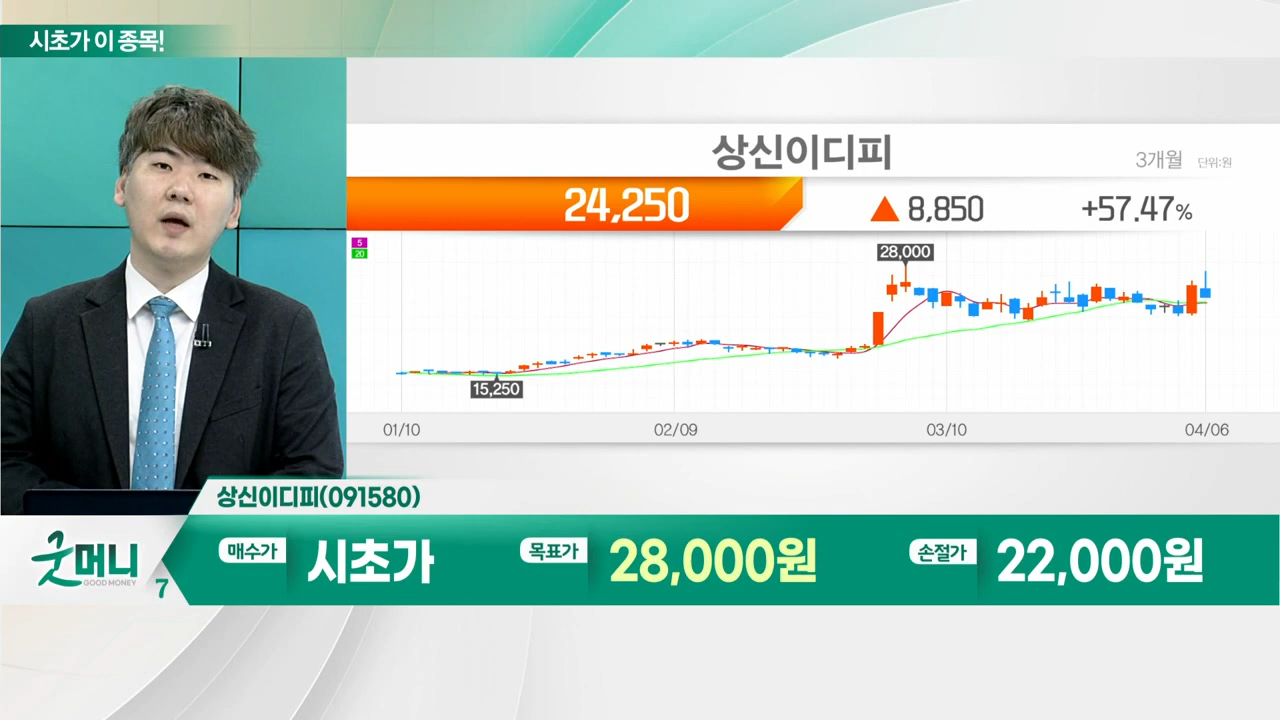 시초가 이 종목!
상신이디피
3개월 단위:원
24,250 ▲ 8,850 +57.47%
5
20
28,000
15,250
01/10 02/09 03/10 04/06
상신이디피(091580)
굿머니
GOOD MONEY
7
매수가 시초가 목표가 28,000원 손절가 22,000원